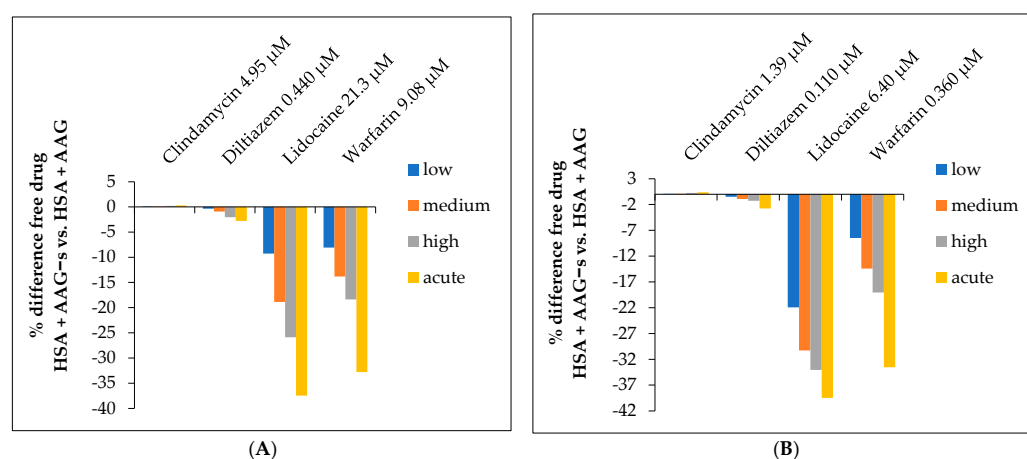 Clindamycin 4.95 µM
Diltiazem 0.440 µM
Lidocaine 21.3 µM
Warfarin 9.08 µM
% difference free drug
HSA + AAG−s vs. HSA + AAG
5
0
-5
-10
-15
-20
-25
-30
-35
-40
low
medium
high
acute
(A)
Clindamycin 1.39 µM
Diltiazem 0.110 µM
Lidocaine 6.40 µM
Warfarin 0.360 µM
% difference free drug
HSA + AAG−s vs. HSA + AAG
3
-2
-7
-12
-17
-22
-27
-32
-37
-42
low
medium
high
acute
(B)